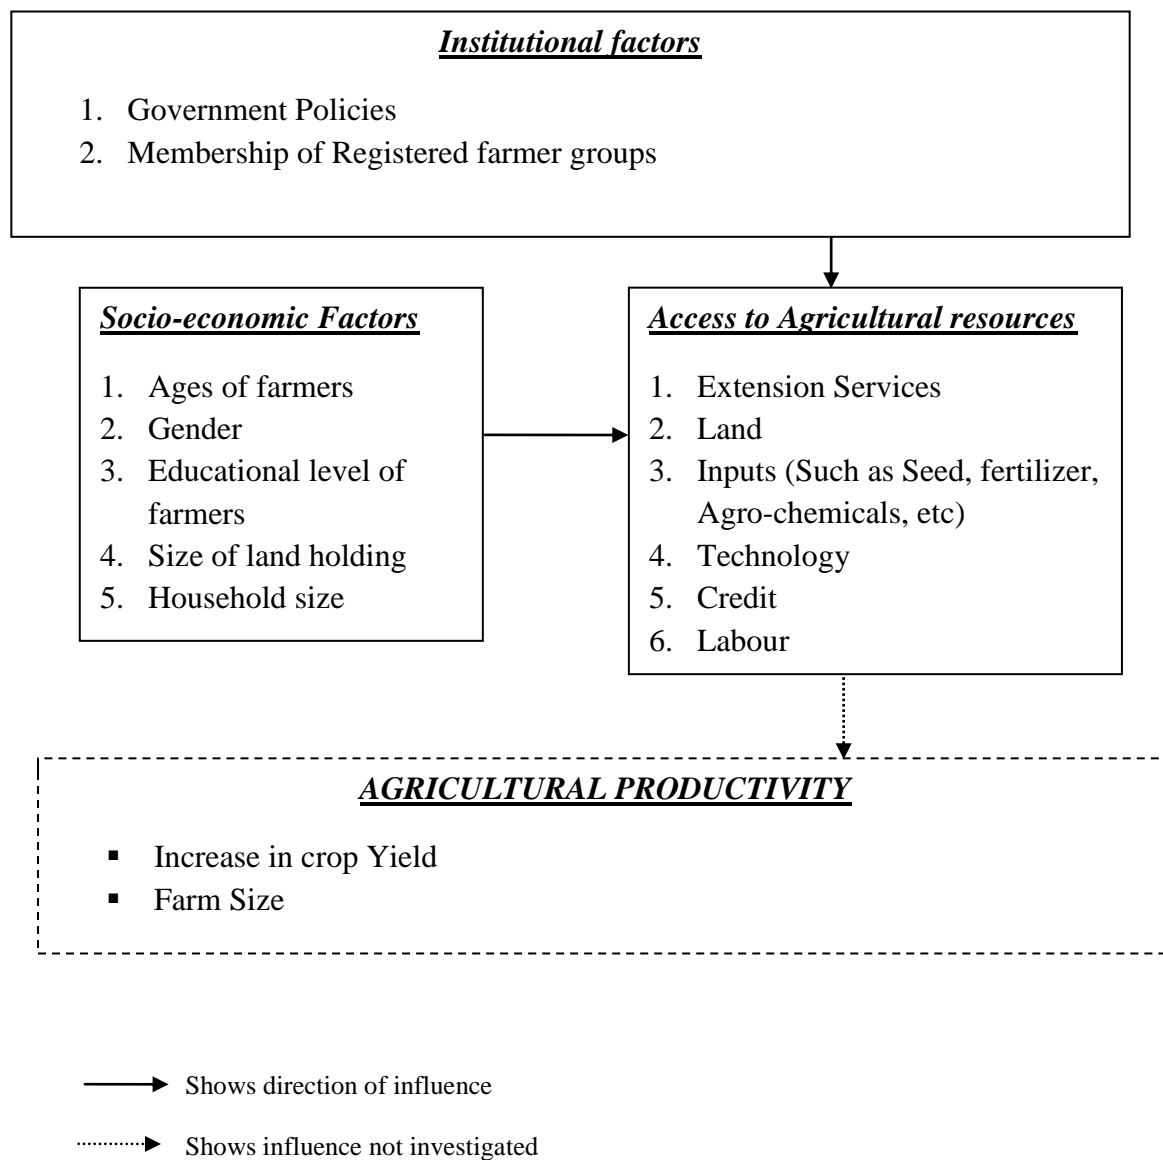 Institutional factors
1. Government Policies
2. Membership of Registered farmer groups
Socio-economic Factors
1. Ages of farmers
2. Gender
3. Educational level of
farmers
4. Size of land holding
5. Household size
Access to Agricultural resources
1. Extension Services
2. Land
3. Inputs (Such as Seed, fertilizer,
Agro-chemicals, etc)
4. Technology
5. Credit
6. Labour
AGRICULTURAL PRODUCTIVITY
▪ Increase in crop Yield
▪ Farm Size
Shows direction of influence
Shows influence not investigated